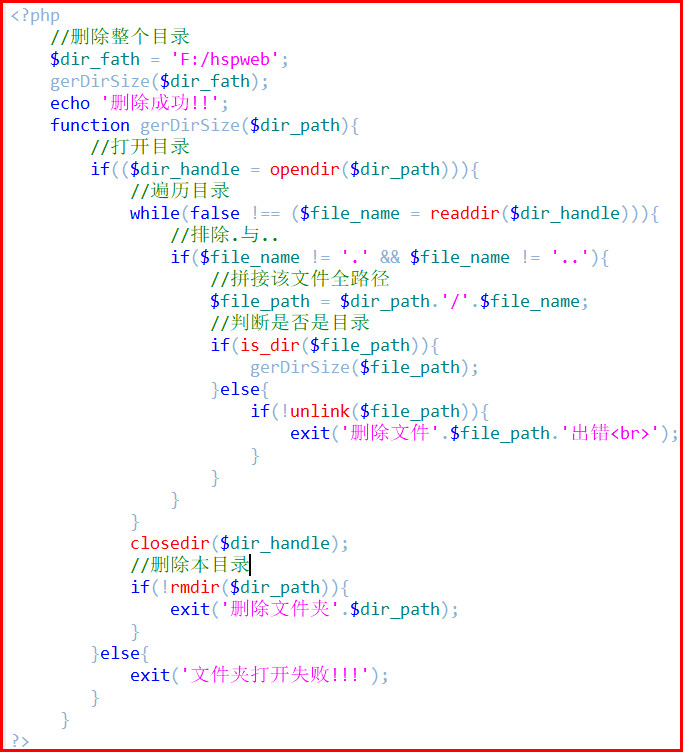 <?php
//删除整个目录
$dir_fath = 'F:/hspweb';
gerDirSize($dir_fath);
echo '删除成功!!';
function gerDirSize($dir_path){
//打开目录
if(($dir_handle = opendir($dir_path))){
//遍历目录
while(false !== ($file_name = readdir($dir_handle))){
//排除.与..
if($file_name != '.' && $file_name != '..'){
//拼接该文件全路径
$file_path = $dir_path.'/'.$file_name;
//判断是否是目录
if(is_dir($file_path)){
gerDirSize($file_path);
}else{
if(!unlink($file_path)){
exit('删除文件'.$file_path.'出错<br>');
}
}
}
}
closedir($dir_handle);
//删除本目录
if(!rmdir($dir_path)){
exit('删除文件夹'.$dir_path);
}
}else{
exit('文件夹打开失败!!!');
}
}
?>